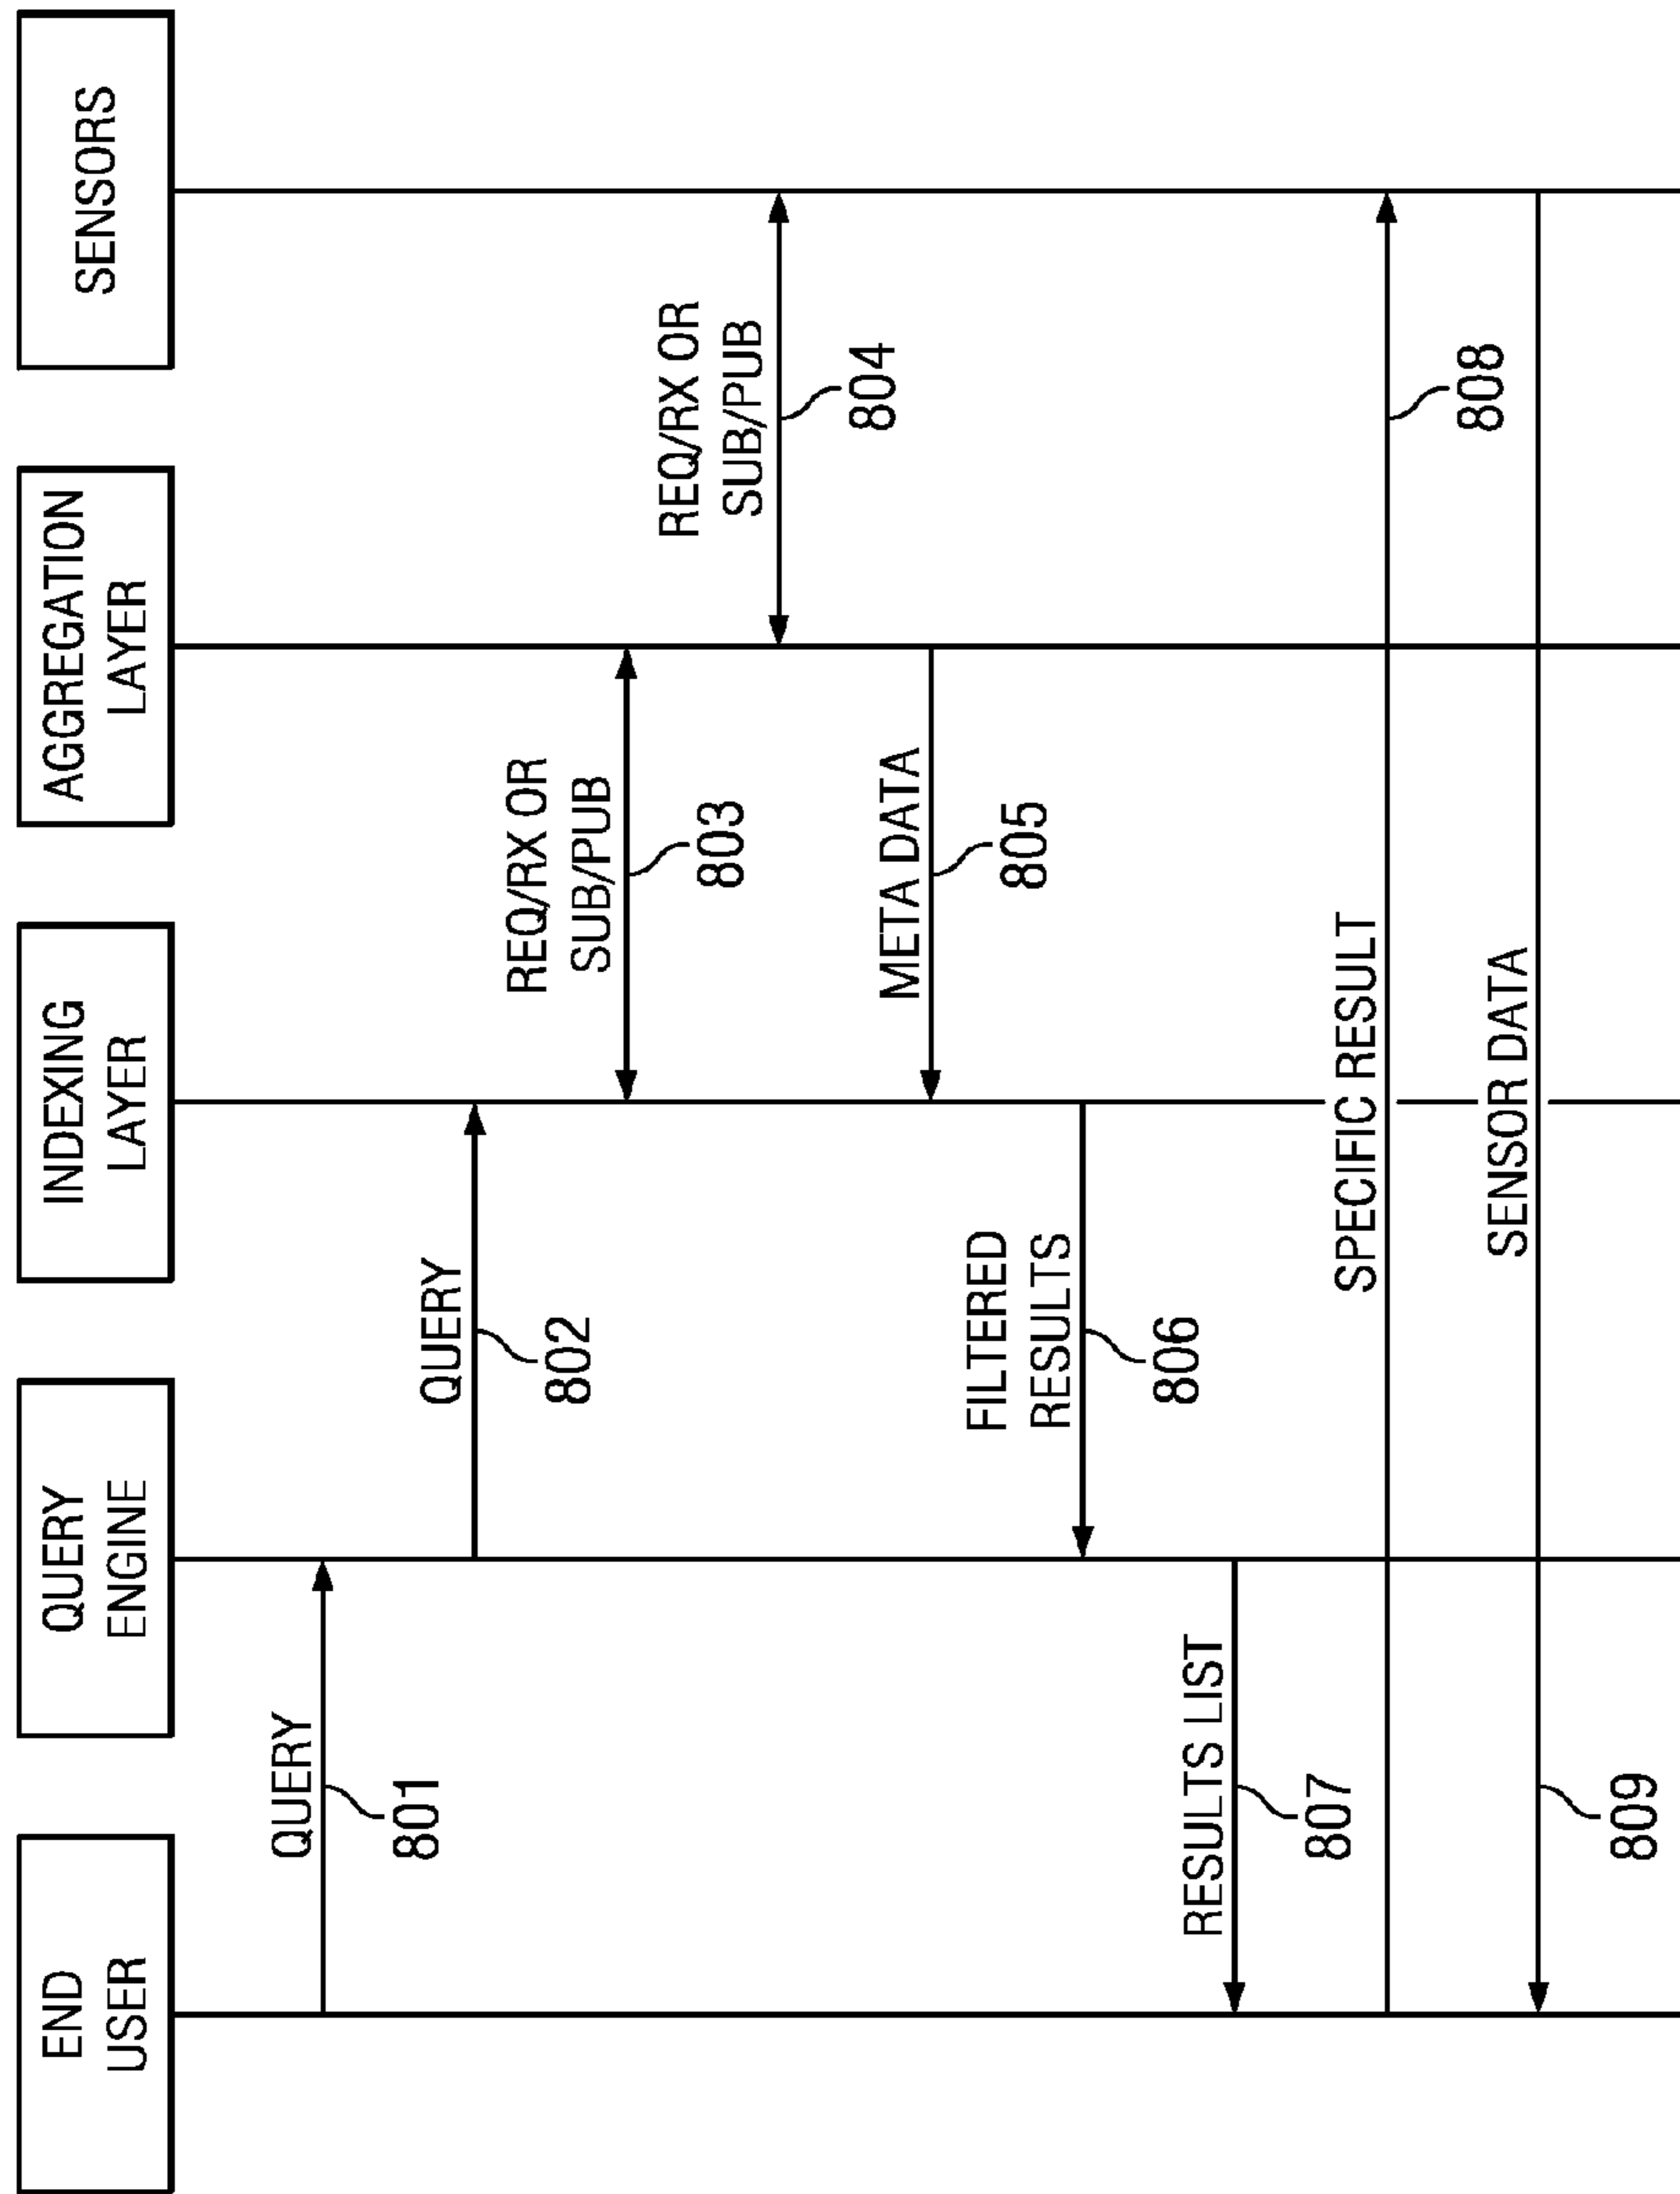 END
USER
QUERY
ENGINE
INDEXING
LAYER
AGGREGATION
LAYER
SENSORS
QUERY
801
QUERY
802
REQ/RX OR
SUB/PUB
803
REQ/RX OR
SUB/PUB
804
META DATA
805
FILTERED
RESULTS
806
RESULTS LIST
807
SPECIFIC RESULT
808
SENSOR DATA
809